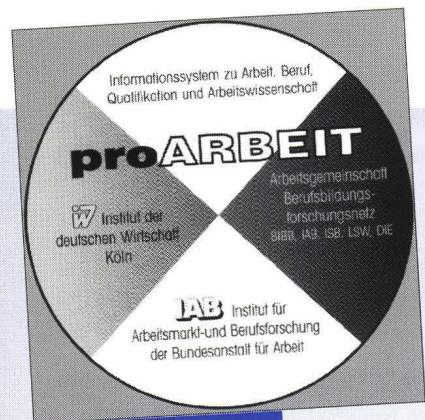 Informationssystem zu Arbeit, Beruf,
Qualifikation und Arbeitswissenschaft
proARBEIT
iw Institut der
deutschen Wirtschaft
Köln
Arbeitsgemeinschaft
Berufsbildungs-
forschungsnetz
BIBB, IAB, ISB, LSW, DIE
IAB Institut für
Arbeitsmarkt-und Berufsforschung
der Bundesanstalt für Arbeit